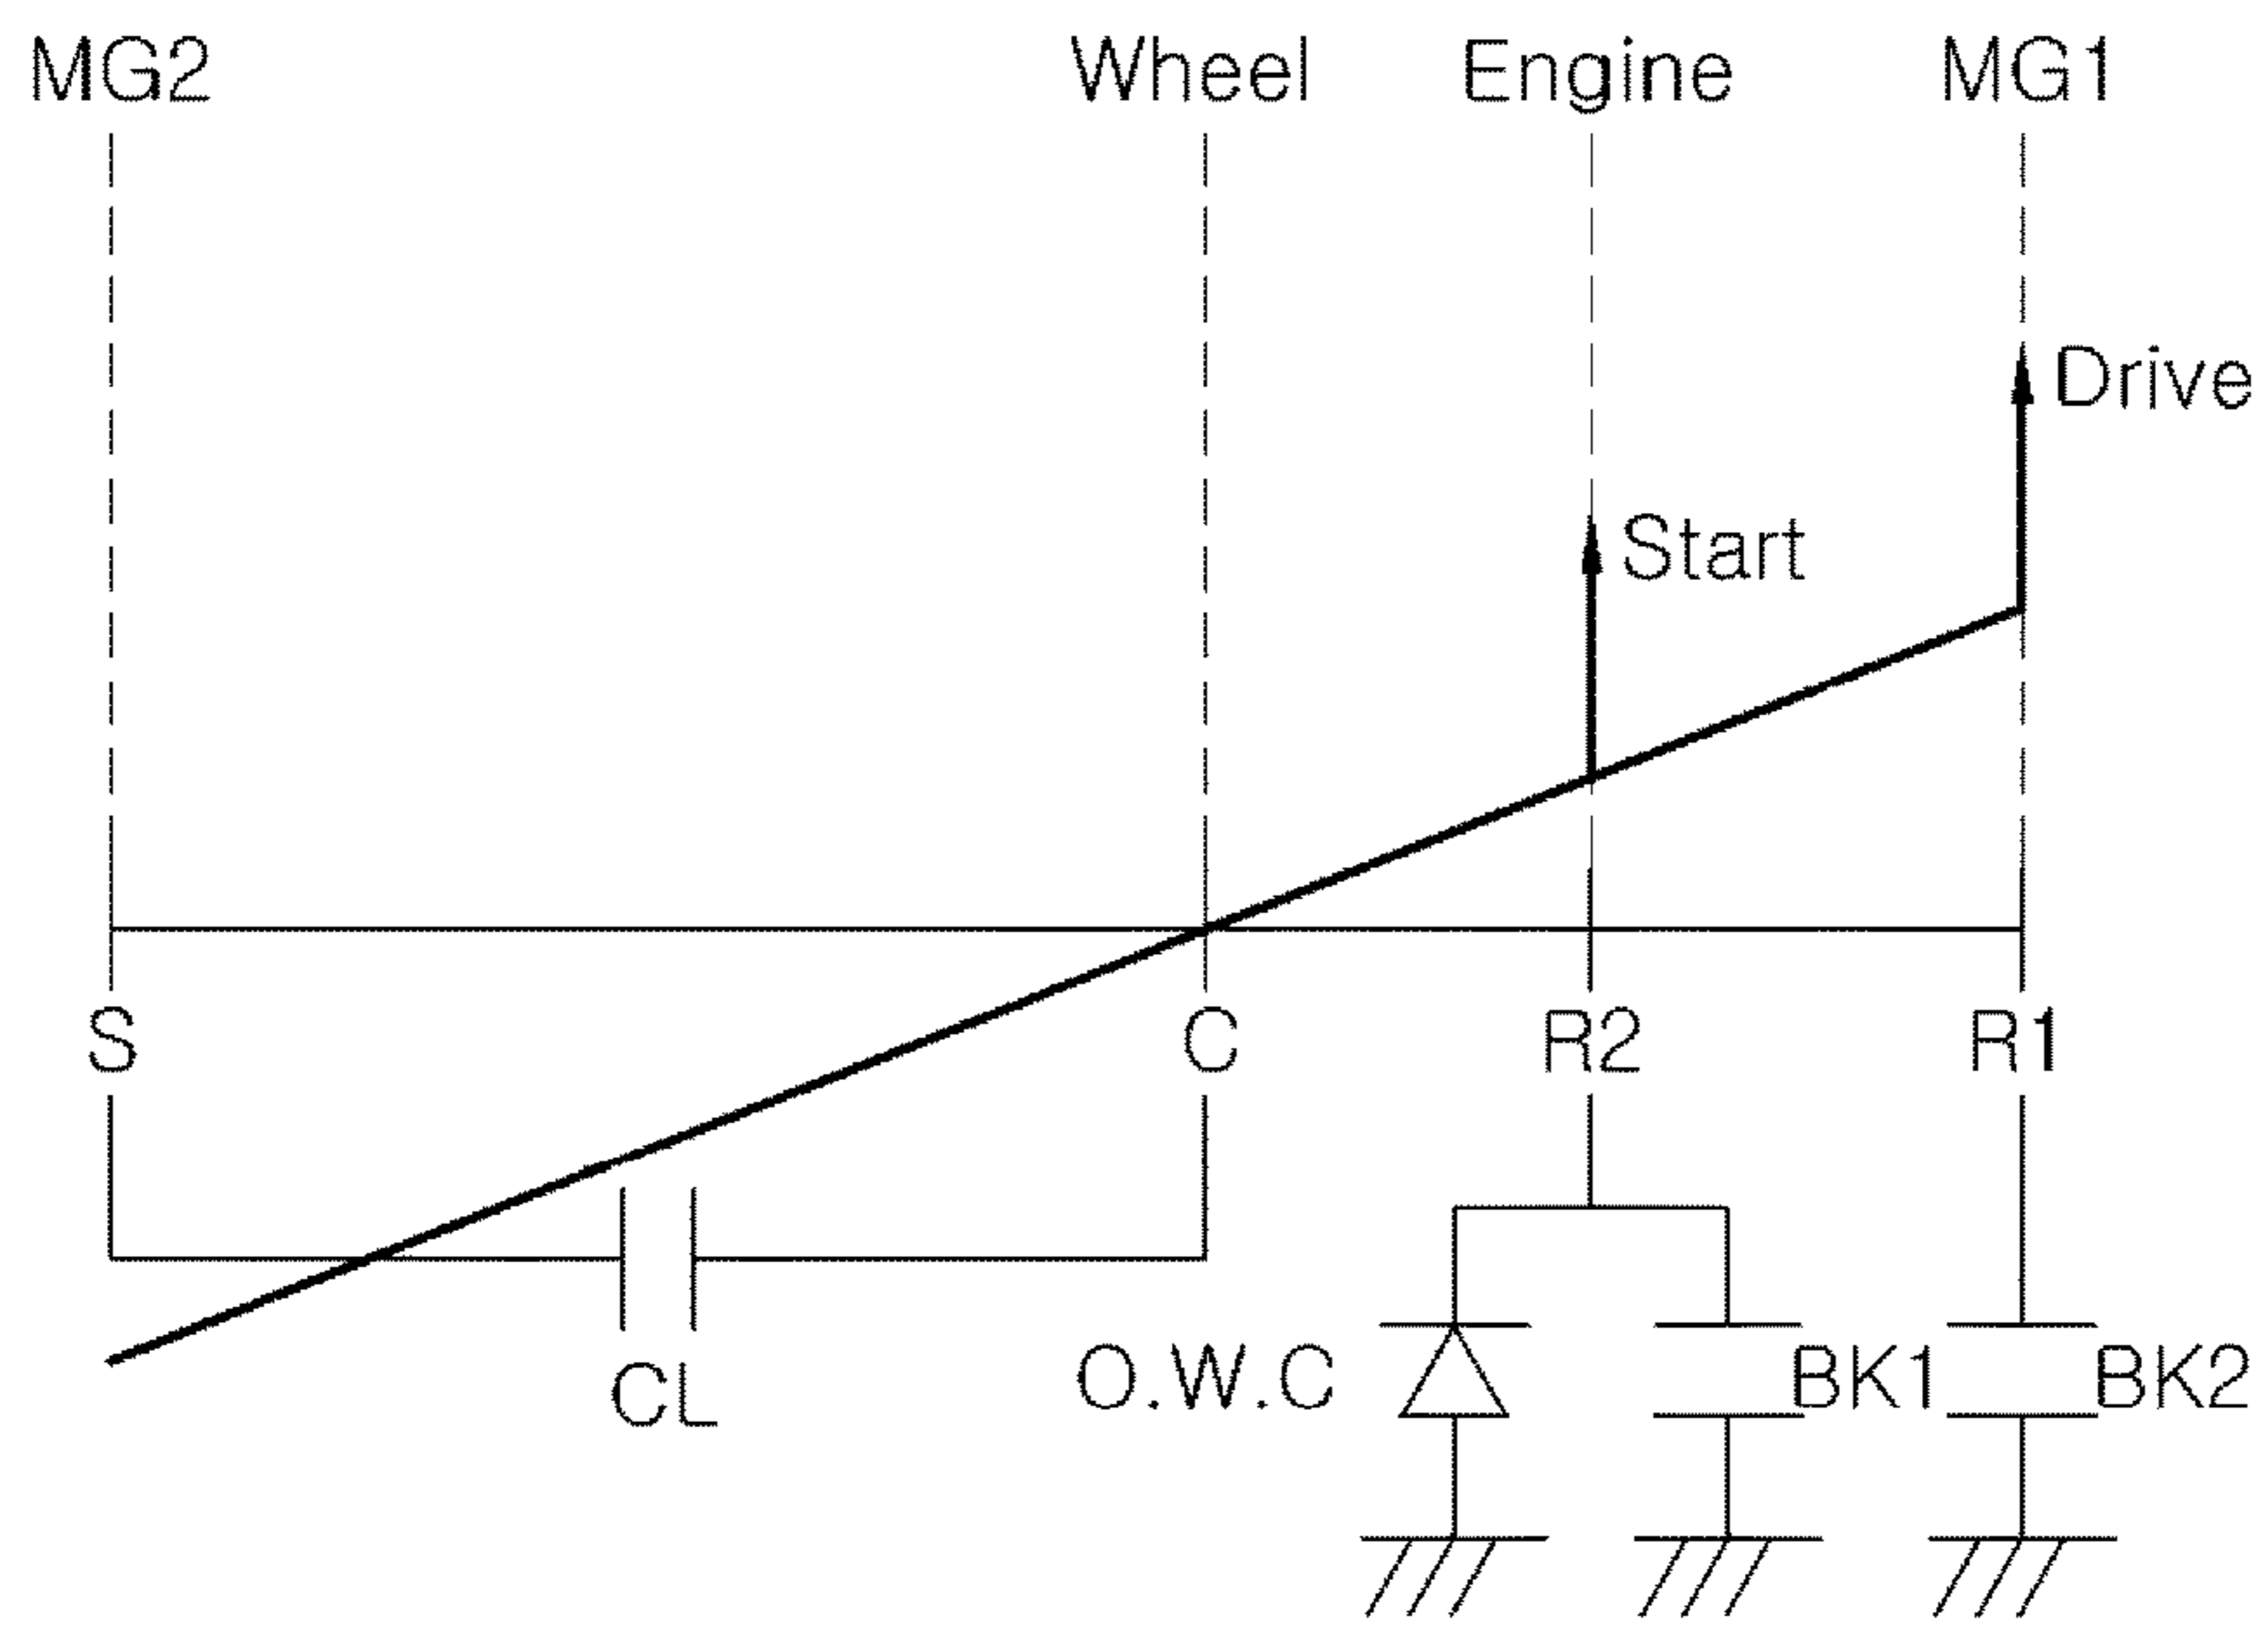 MG2 Wheel Engine MG1
Drive
Start
S C R2 R1
CL O.W.C BK1 BK2